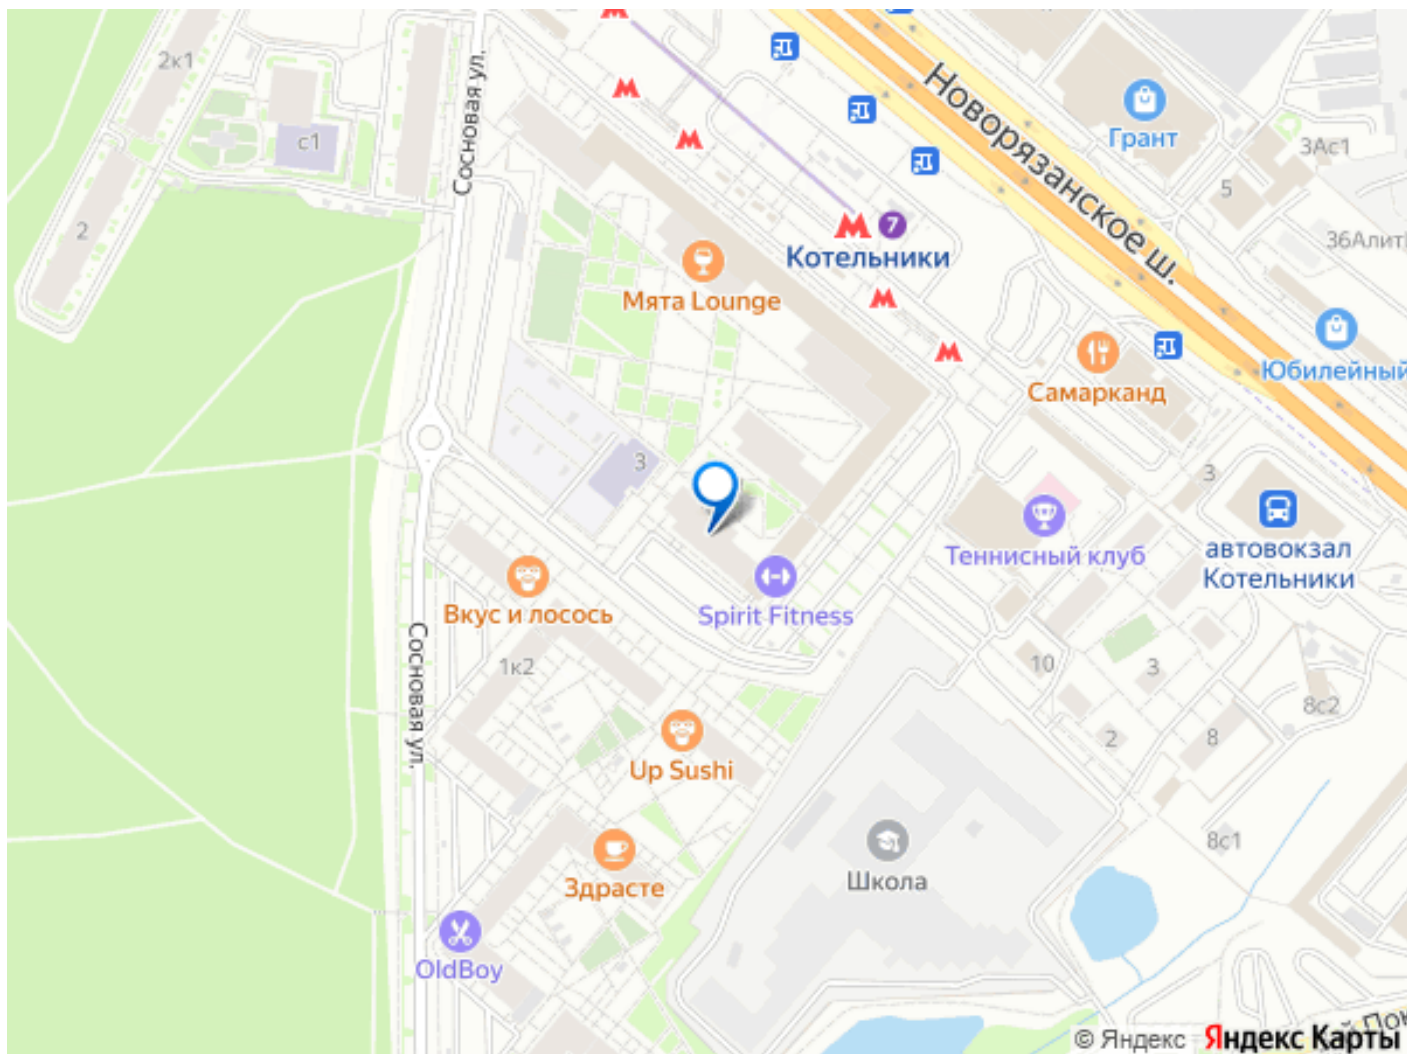 2к1
Сосновая ул.
с1
2
Новорязанское ш.
Грант
3Ас1
5
36Алит
7
Котельники
Мята Lounge
Юбилейный
Самарканд
3
3
Теннисный клуб
автовокзал
Котельники
Вкус и лосось
Spirit Fitness
Сосновая ул.
1к2
10
3
8с2
2
8
Up Sushi
8с1
Школа
Здрасте
OldBoy
© Яндекс Яндекс Карты